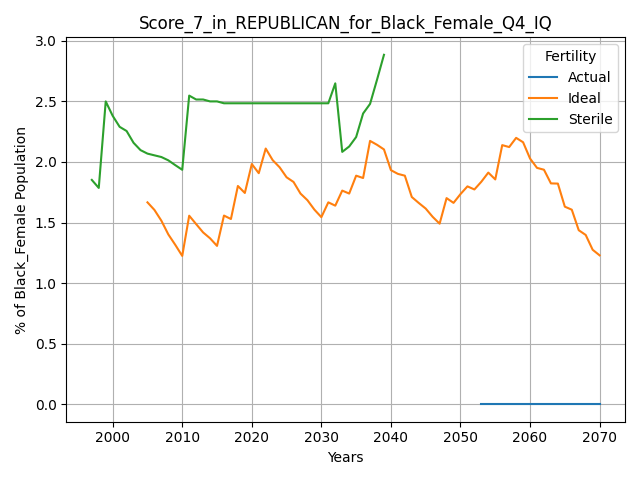 Score_7_in_REPUBLICAN_for_Black_Female_Q4_IQ
Fertility
Actual
Ideal
Sterile
% of Black_Female Population
3.0
2.5
2.0
1.5
1.0
0.5
0.0
2000 2010 2020 2030 2040 2050 2060 2070
Years